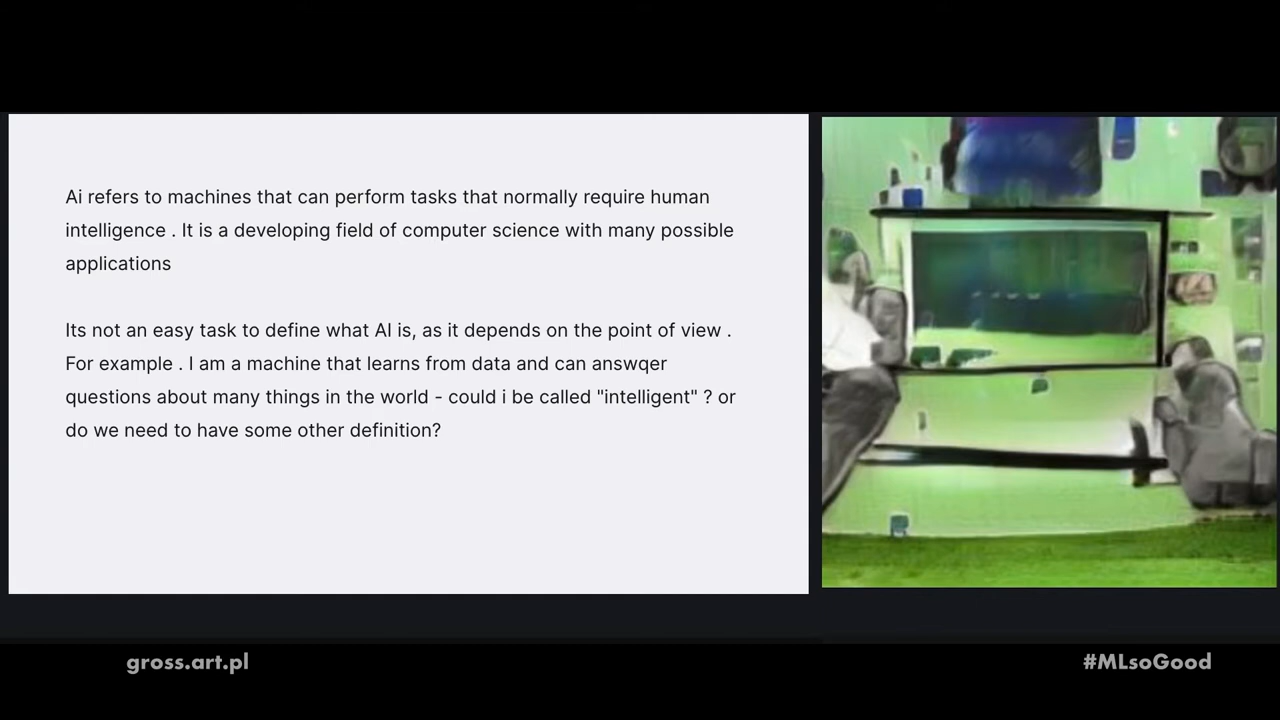 Ai refers to machines that can perform tasks that normally require human
intelligence . It is a developing field of computer science with many possible
applications
Its not an easy task to define what AI is, as it depends on the point of view .
For example . I am a machine that learns from data and can answqer
questions about many things in the world - could i be called "intelligent" ? or
do we need to have some other definition?
gross.art.pl
#MLsoGood